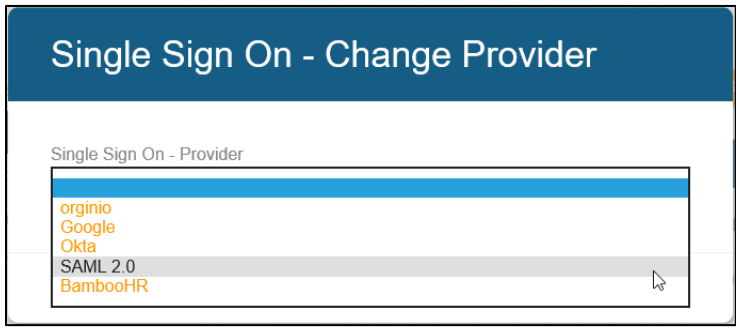 Single Sign On - Change Provider
Single Sign On - Provider
orginio
Google
Okta
SAML 2.0
BambooHR